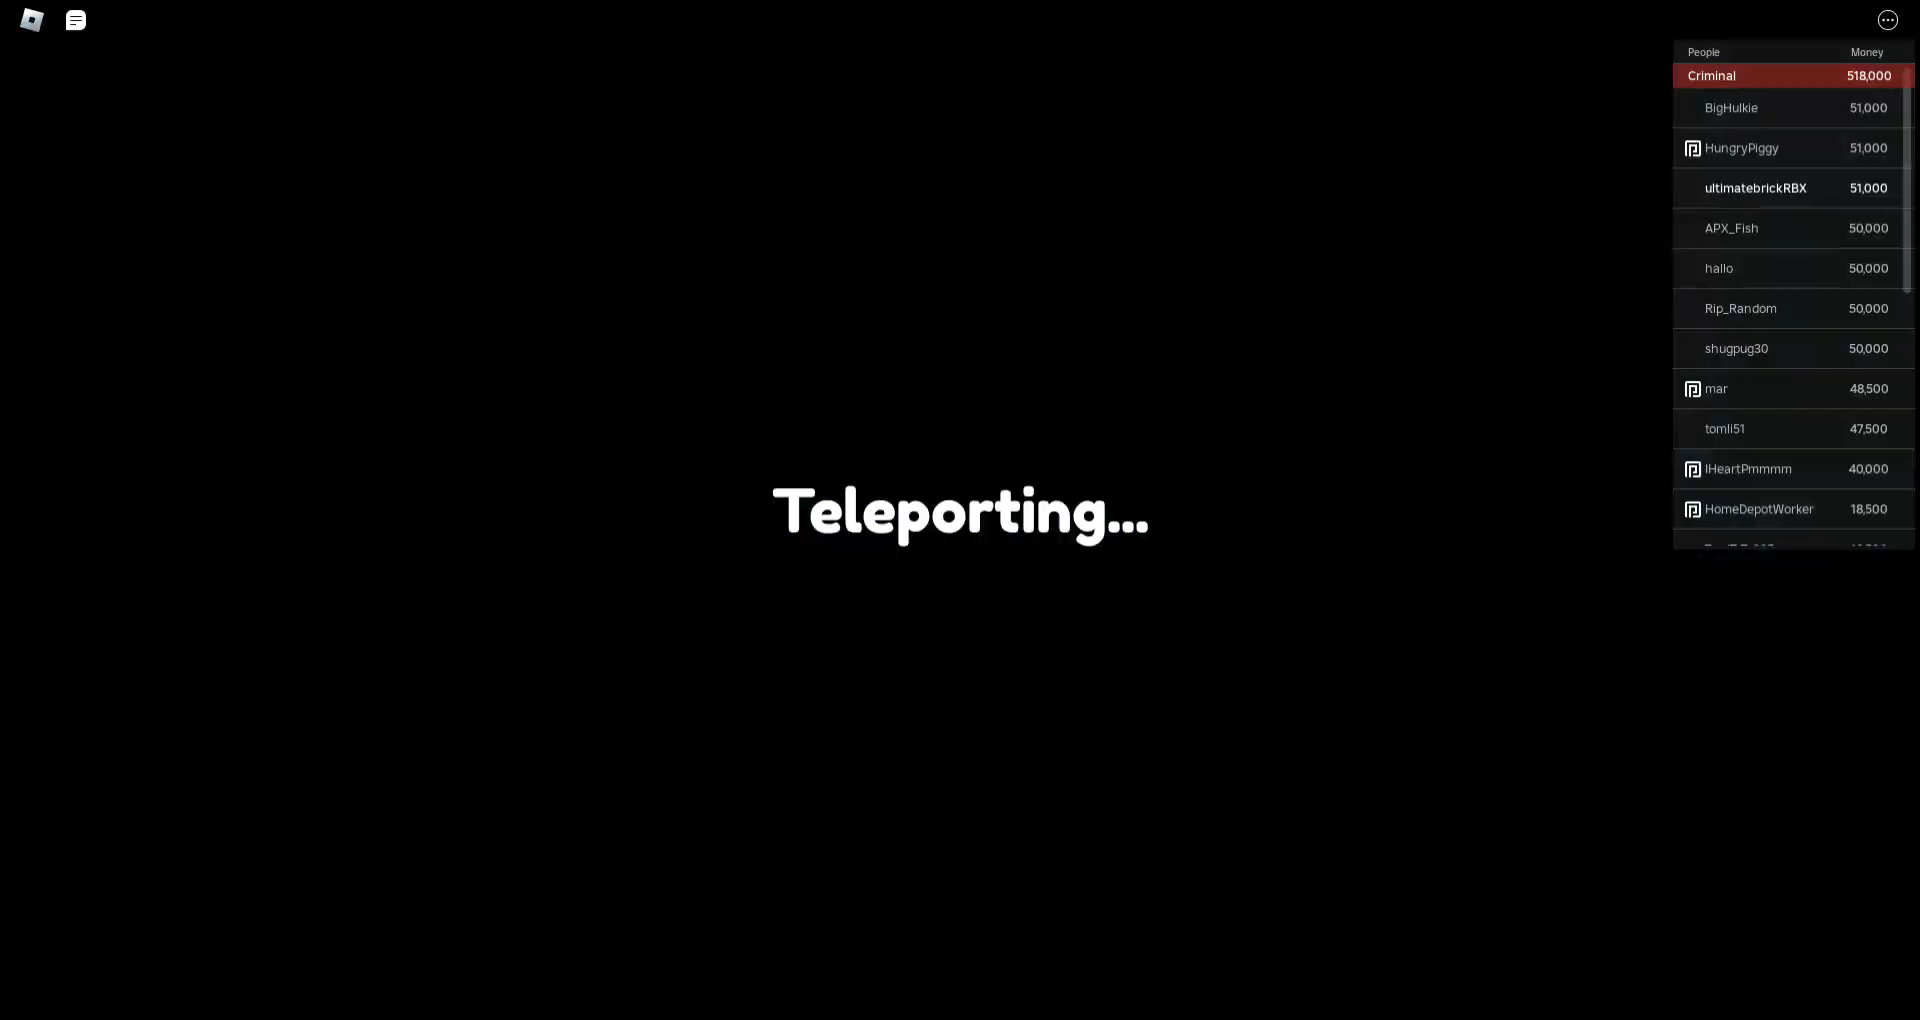 People Money
Criminal 518,000
BigHulkie 51,000
HungryPiggy 51,000
ultimatebrickRBX 51,000
APX_Fish 50,000
hallo 50,000
Rip_Random 50,000
shugpug30 50,000
mar 48,500
tomli51 47,500
IHeartPmmmm 40,000
HomeDepotWorker 18,500
Teleporting...